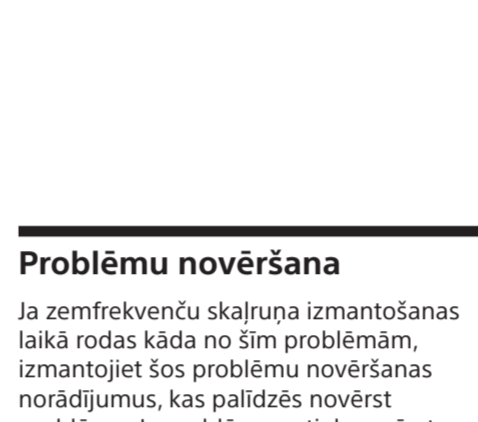 Problēmu novēršana
Ja zemfrekvenču skaļruņa izmantošanas
laikā rodas kāda no šīm problēmām,
izmantojiet šos problēmu novēršanas
norādījumus, kas palīdzēs novērst